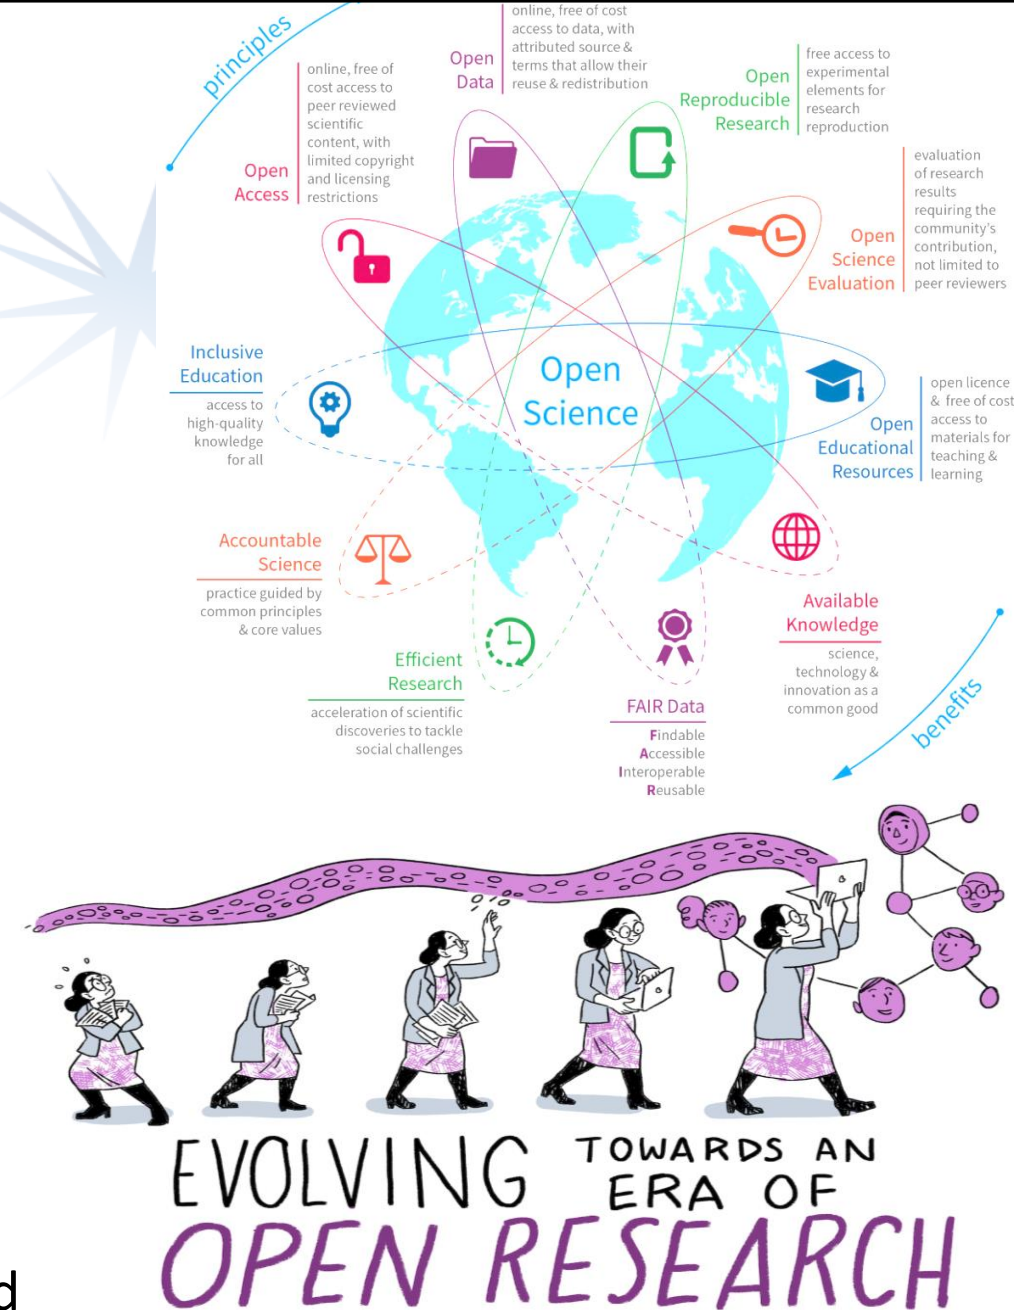 principles
online, free of cost
access to data, with
attributed source &
terms that allow their
reuse & redistribution
Open
Data
online, free of
cost access to
peer reviewed
scientific
content, with
limited copyright
and licensing
restrictions
Open
Access
free access to
experimental
elements for
research
reproduction
Open
Reproducible
Research
evaluation
of research
results
requiring the
community's
contribution,
not limited to
peer reviewers
Open
Science
Evaluation
Inclusive
Education
access to
high-quality
knowledge
for all
Open
Science
open licence
& free of cost
access to
materials for
teaching &
learning
Open
Educational
Resources
Accountable
Science
practice guided by
common principles
& core values
Available
Knowledge
science,
technology &
innovation as a
common good
Efficient
Research
acceleration of scientific
discoveries to tackle
social challenges
FAIR Data
Findable
Accessible
Interoperable
Reusable
benefits
EVOLVING TOWARDS AN
ERA OF
OPEN RESEARCH
d